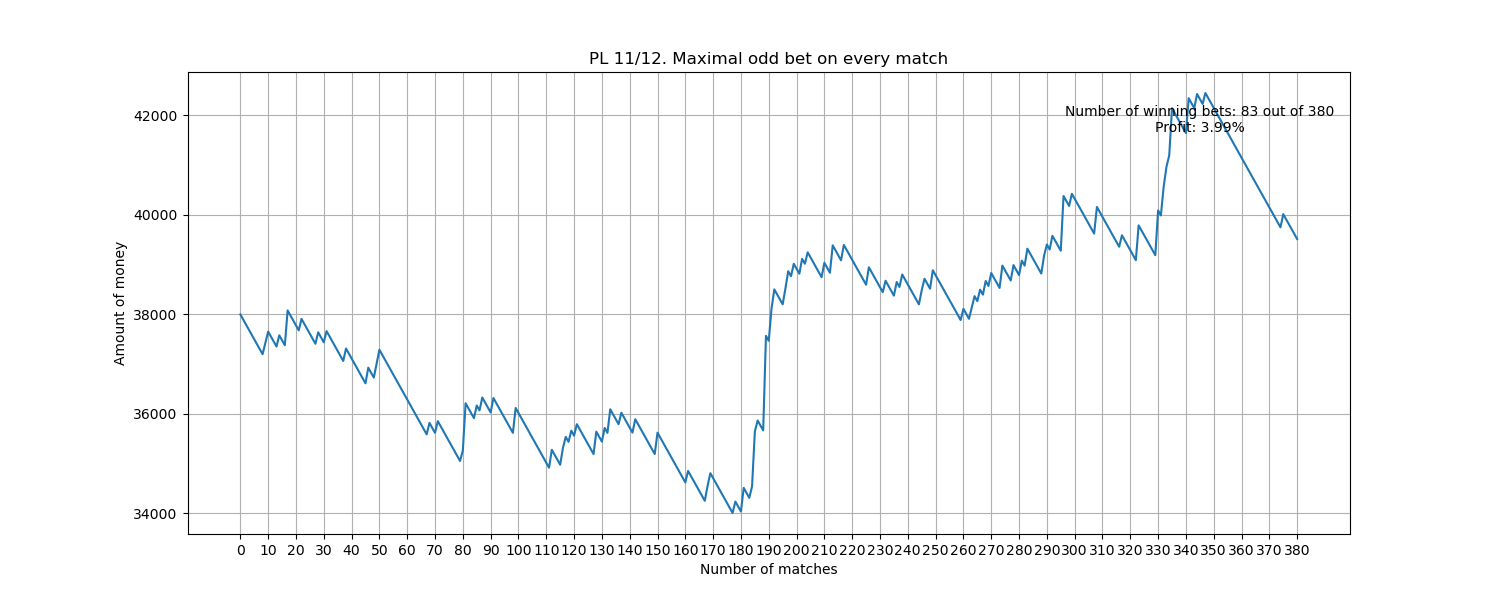 PL 11/12. Maximal odd bet on every match
Number of winning bets: 83 out of 380
Profit: 3.99%
Amount of money
42000
40000
38000
36000
34000
0 10 20 30 40 50 60 70 80 90 100 110 120 130 140 150 160 170 180 190 200 210 220 230 240 250 260 270 280 290 300 310 320 330 340 350 360 370 380
Number of matches